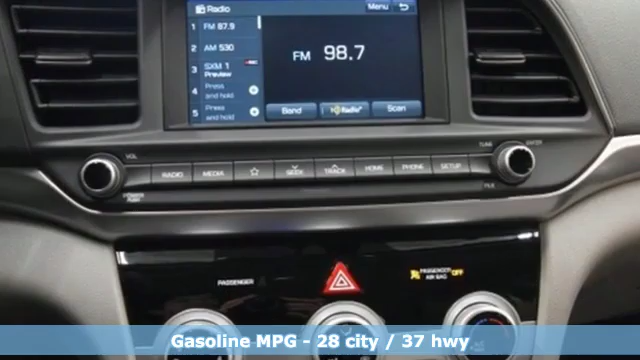 Radio
Menu
1 FM 87.9
2 AM 530
3 SXM 1
Preview
4 Press
and hold
5 Press
and hold
FM 98.7
Band
HD Radio
Scan
VOL
TUNE
ENTER
RADIO
MEDIA
SEEK
TRACK
HOME
PHONE
SETUP
POWER
PUSH
FILE
PASSENGER
PASSENGER
AIR BAG
OFF
Gasoline MPG - 28 city / 37 hwy